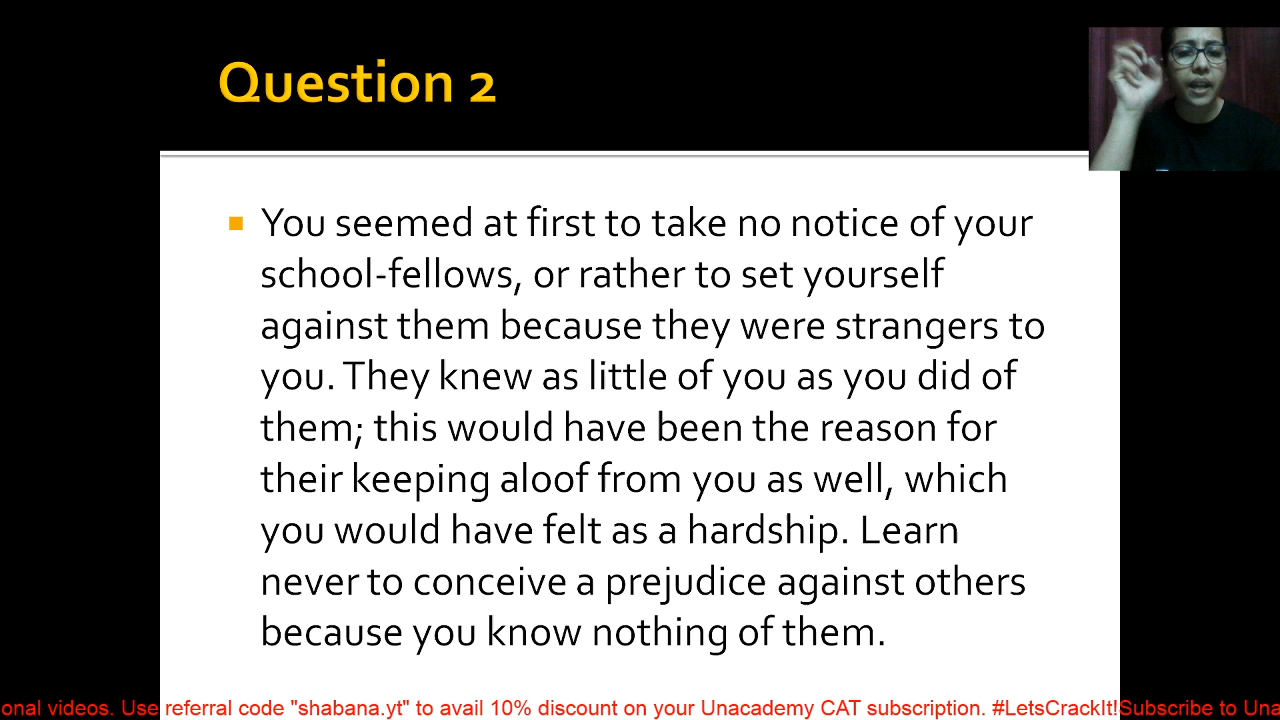 Question 2
You seemed at first to take no notice of your
school-fellows, or rather to set yourself
against them because they were strangers to
you. They knew as little of you as you did of
them; this would have been the reason for
their keeping aloof from you as well, which
you would have felt as a hardship. Learn
never to conceive a prejudice against others
because you know nothing of them.
onal videos. Use referral code "shabana.yt" to avail 10% discount on your Unacademy CAT subscription. #LetsCrackIt!Subscribe to Una